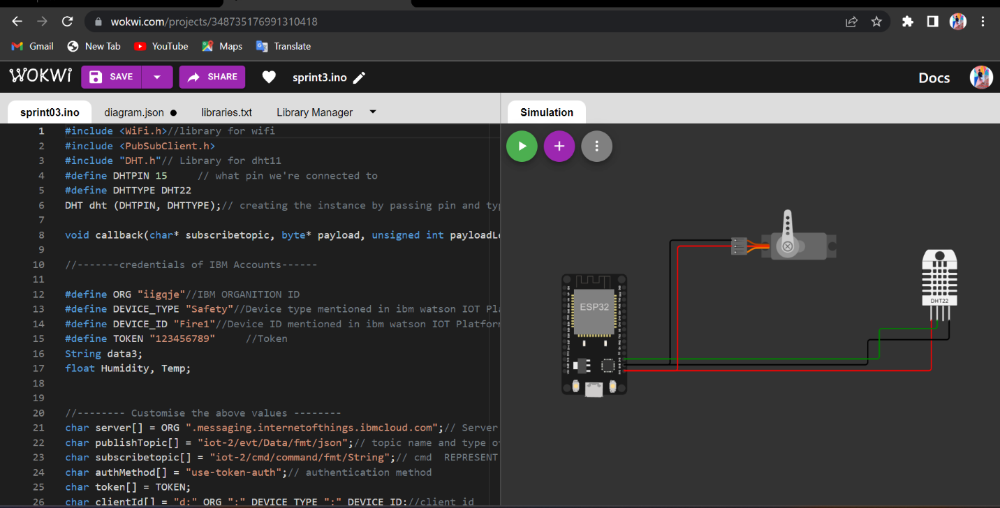 wokwi.com/projects/348735176991310418
Gmail
New Tab
YouTube
Maps
Translate
WOKWI
SAVE
SHARE
sprint3.ino
Docs
sprint03.ino
diagram.json
libraries.txt
Library Manager
Simulation
1 #include <WiFi.h>//library for wifi
2 #include <PubSubClient.h>
3 #include "DHT.h"// Library for dht11
4 #define DHTPIN 15 // what pin we're connected to
5 #define DHTTYPE DHT22
6 DHT dht (DHTPIN, DHTTYPE);// creating the instance by passing pin and typ
7
8 void callback(char* subscribetopic, byte* payload, unsigned int payloadLe
9
10 //-------credentials of IBM Accounts------
11
12 #define ORG "iigqje"//IBM ORGANITION ID
13 #define DEVICE_TYPE "Safety"//Device type mentioned in ibm watson IOT Pla
14 #define DEVICE_ID "Fire1"//Device ID mentioned in ibm watson IOT Platform
15 #define TOKEN "123456789" //Token
16 String data3;
17 float Humidity, Temp;
18
19
20 //-------- Customise the above values --------
21 char server[] = ORG ".messaging.internetofthings.ibmcloud.com";// Server
22 char publishTopic[] = "iot-2/evt/Data/fmt/json";// topic name and type o
23 char subscribetopic[] = "iot-2/cmd/command/fmt/String";// cmd REPRESENT
24 char authMethod[] = "use-token-auth";// authentication method
25 char token[] = TOKEN;
26 char clientId[] = "d:" ORG ":" DEVICE_TYPE ":" DEVICE_ID;//client id
ESP32
DHT22